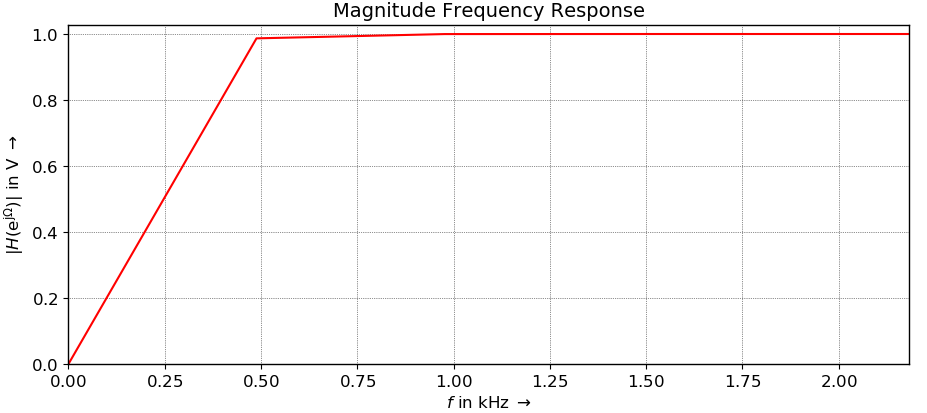 Magnitude Frequency Response
|H(e^{jΩ})| in V →
1.0
0.8
0.6
0.4
0.2
0.0
0.00 0.25 0.50 0.75 1.00 1.25 1.50 1.75 2.00
f in kHz →